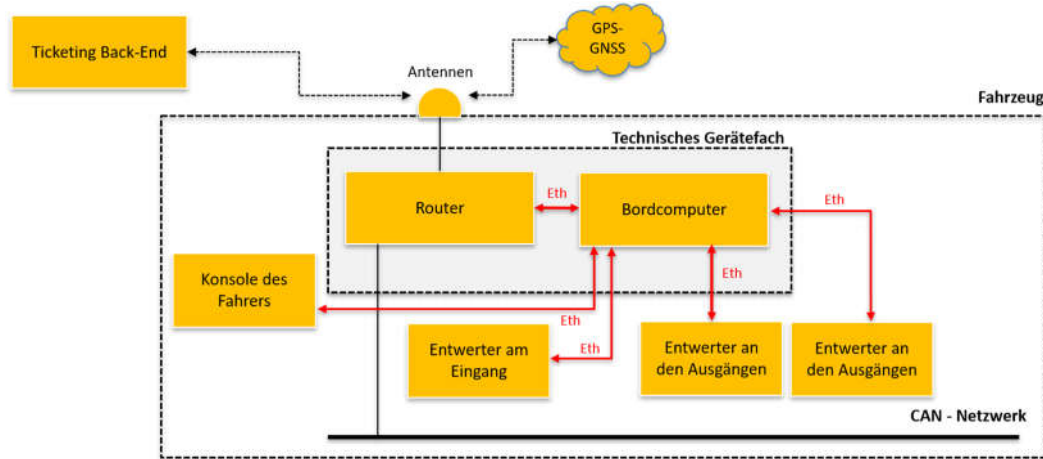 Ticketing Back-End
GPS-
GNSS
Antennen
Fahrzeug
Technisches Gerätefach
Router
Eth
Bordcomputer
Eth
Konsole des
Fahrers
Eth
Entwerter am
Eingang
Eth
Entwerter an
den Ausgängen
Entwerter an
den Ausgängen
CAN - Netzwerk